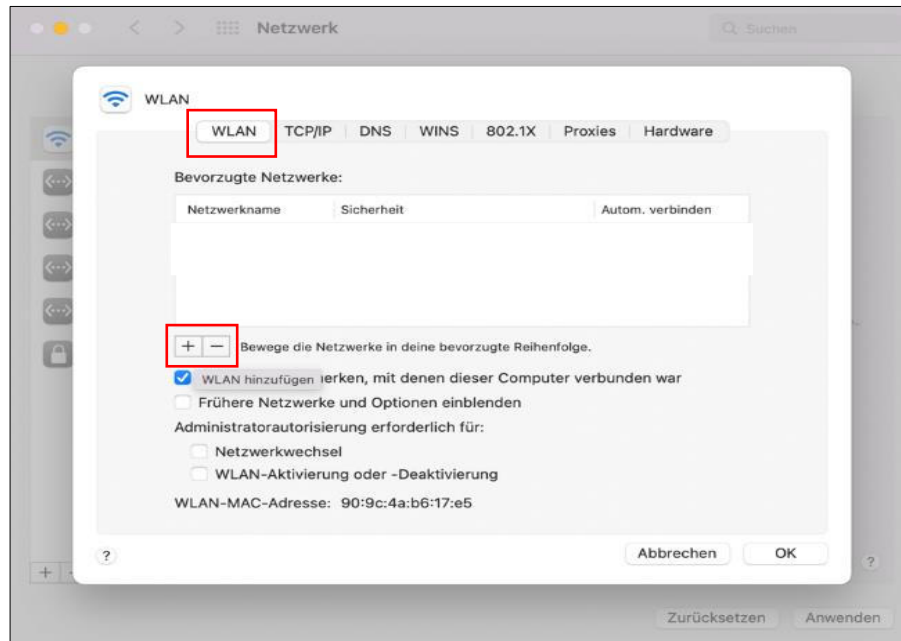 Netzwerk
Suchen
WLAN
WLAN TCP/IP DNS WINS 802.1X Proxies Hardware
Bevorzugte Netzwerke:
Netzwerkname Sicherheit Autom. verbinden
+ − Bewege die Netzwerke in deine bevorzugte Reihenfolge.
WLAN hinzufügen erken, mit denen dieser Computer verbunden war
Frühere Netzwerke und Optionen einblenden
Administratorautorisierung erforderlich für:
Netzwerkwechsel
WLAN-Aktivierung oder -Deaktivierung
WLAN-MAC-Adresse: 90:9c:4a:b6:17:e5
? Abbrechen OK
+ ?
Zurücksetzen Anwenden